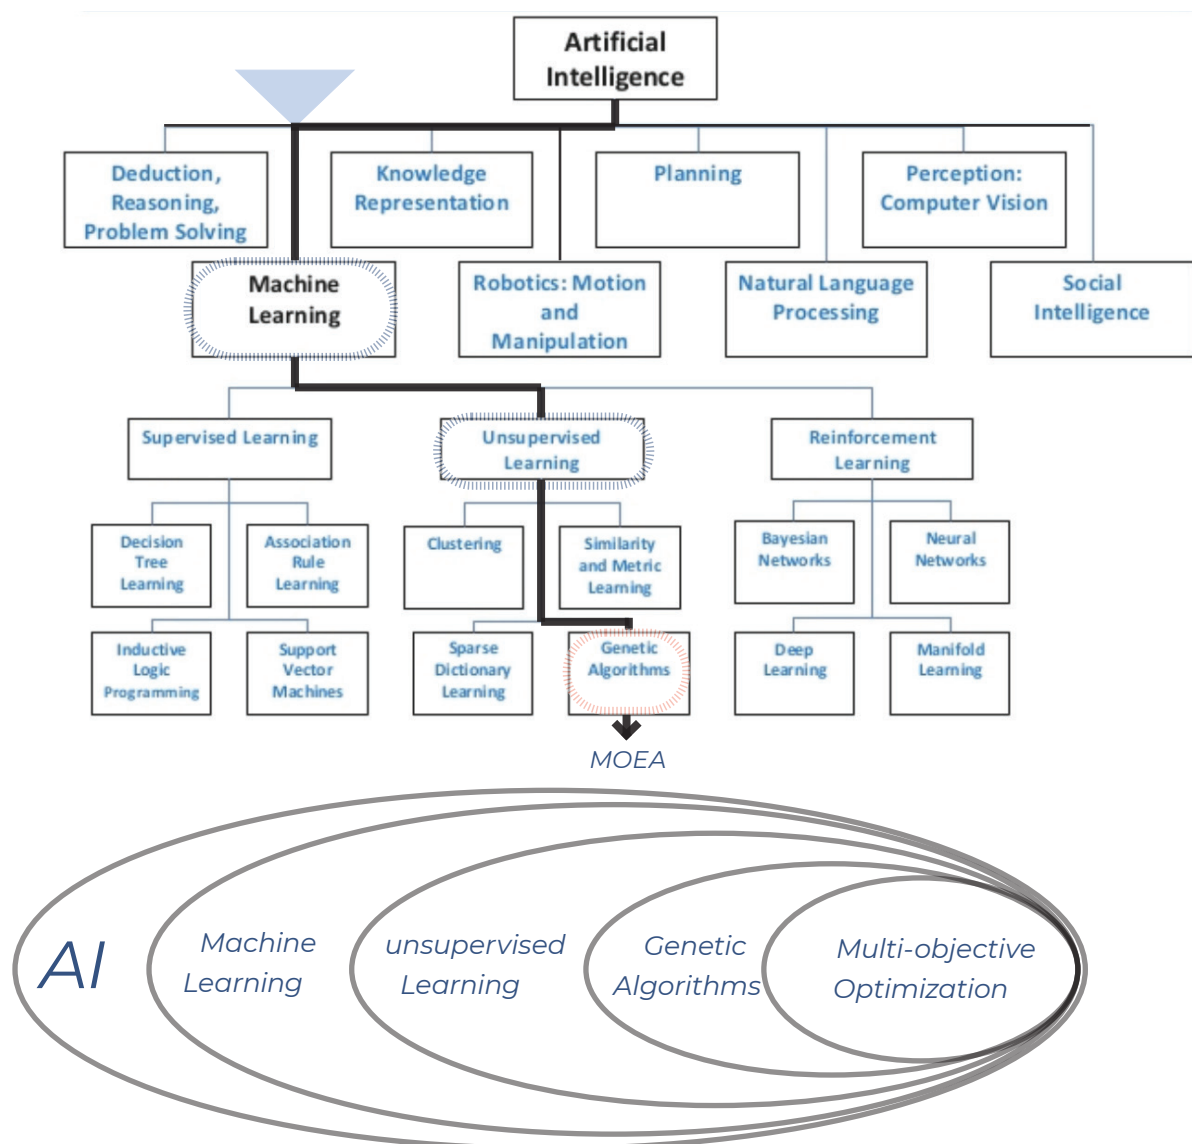 Artificial
Intelligence
Deduction,
Reasoning,
Problem Solving
Knowledge
Representation
Planning
Perception:
Computer Vision
Machine
Learning
Robotics: Motion
and
Manipulation
Natural Language
Processing
Social
Intelligence
Supervised Learning
Unsupervised
Learning
Reinforcement
Learning
Decision
Tree
Learning
Association
Rule
Learning
Clustering
Similarity
and Metric
Learning
Bayesian
Networks
Neural
Networks
Inductive
Logic
Programming
Support
Vector
Machines
Sparse
Dictionary
Learning
Genetic
Algorithms
Deep
Learning
Manifold
Learning
MOEA
AI
Machine
Learning
unsupervised
Learning
Genetic
Algorithms
Multi-objective
Optimization